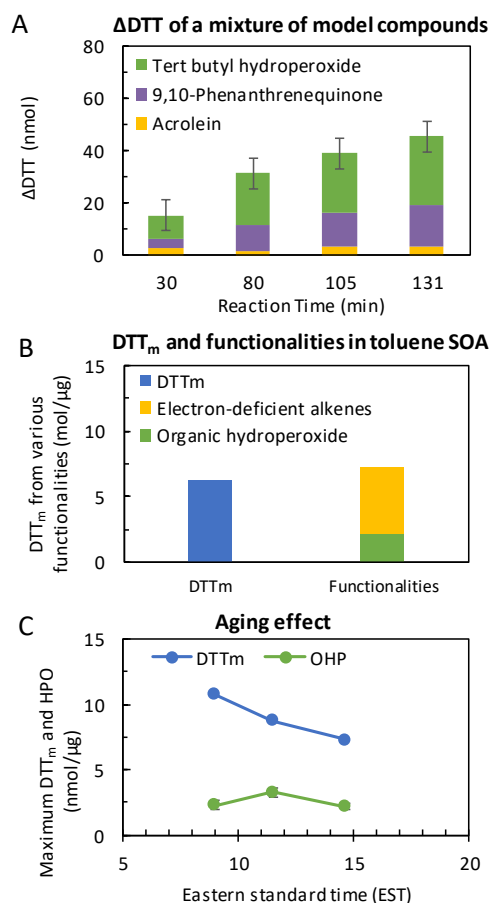 A
ΔDTT of a mixture of model compounds
80
60
40
20
0
ΔDTT (nmol)
Tert butyl hydroperoxide
9,10-Phenanthrenequinone
Acrolein
30 80 105 131
Reaction Time (min)
B
DTTm and functionalities in toluene SOA
15
10
5
0
DTTm from various
functionalities (mol/μg)
DTTm
Electron-deficient alkenes
Organic hydroperoxide
DTTm Functionalities
C
Aging effect
15
10
5
0
Maximum DTTm and HPO
(nmol/μg)
DTTm OHP
5 10 15 20
Eastern standard time (EST)